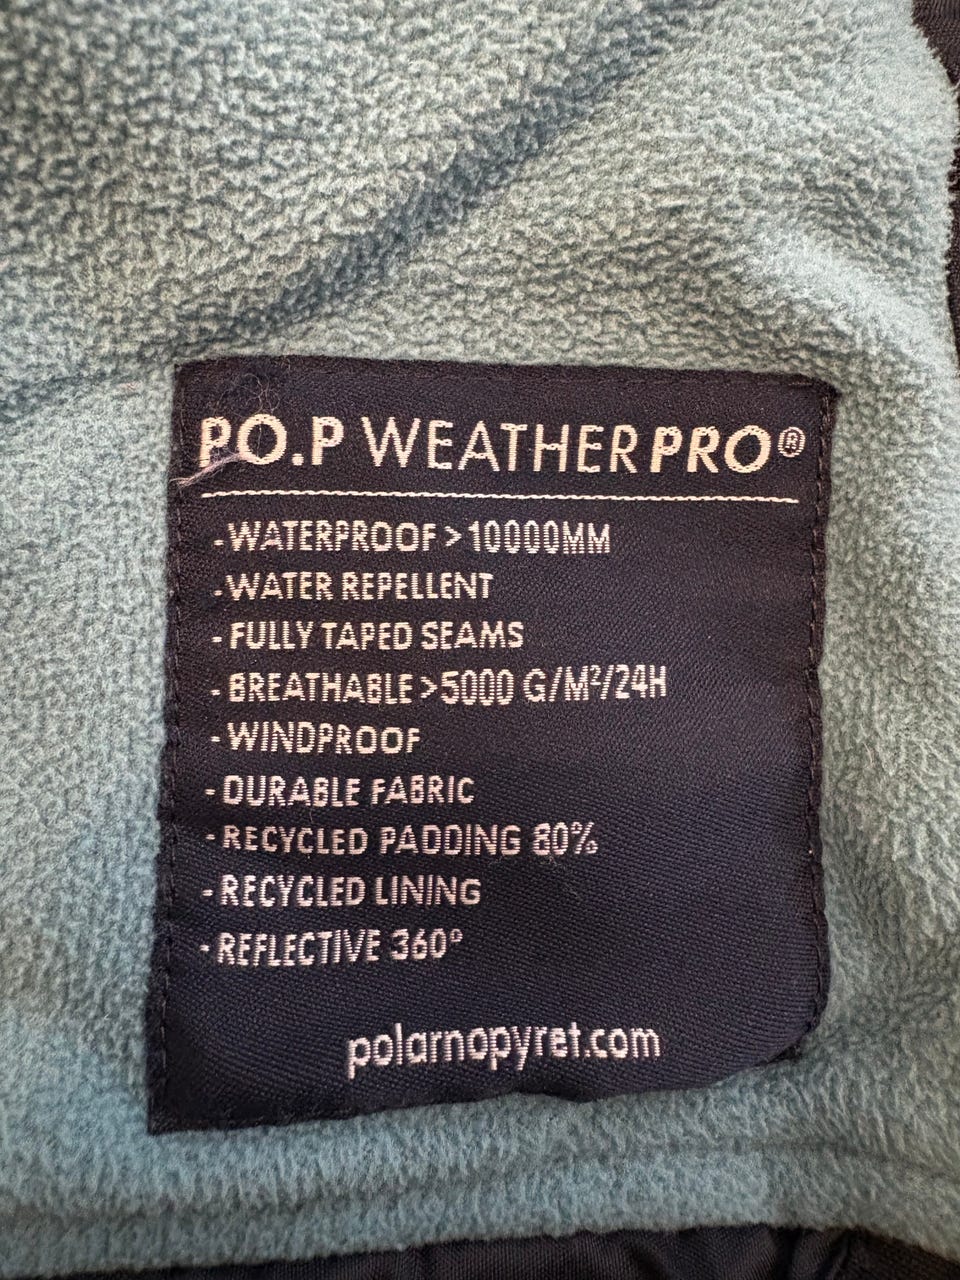 PO.P WEATHERPRO®
-WATERPROOF >10000MM
-WATER REPELLENT
-FULLY TAPED SEAMS
-BREATHABLE >5000 G/M²/24H
-WINDPROOF
-DURABLE FABRIC
-RECYCLED PADDING 80%
-RECYCLED LINING
-REFLECTIVE 360°
polarnopyret.com